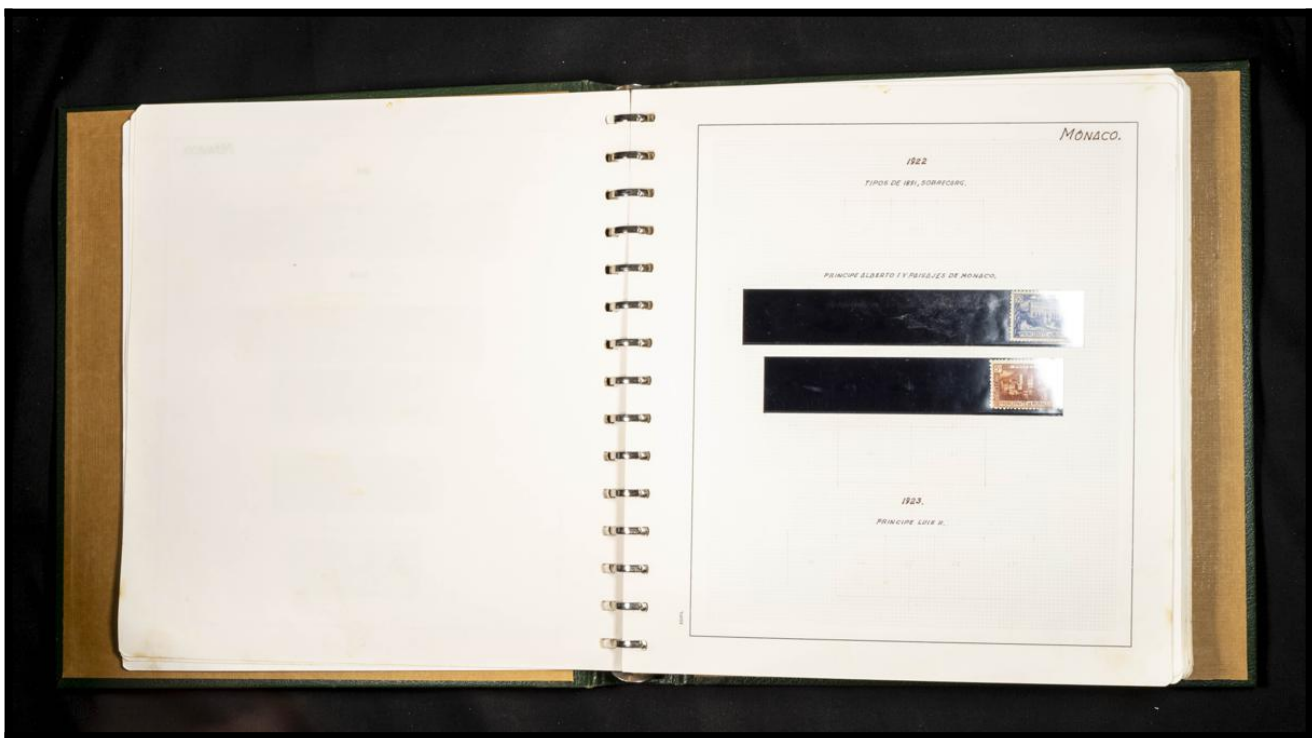 MÓNACO.
1922
TIPOS DE 1891, SOBRECARG.
PRINCIPE ALBERTO I Y PAISAJES DE MONACO.
1923.
PRINCIPE LUIS II.